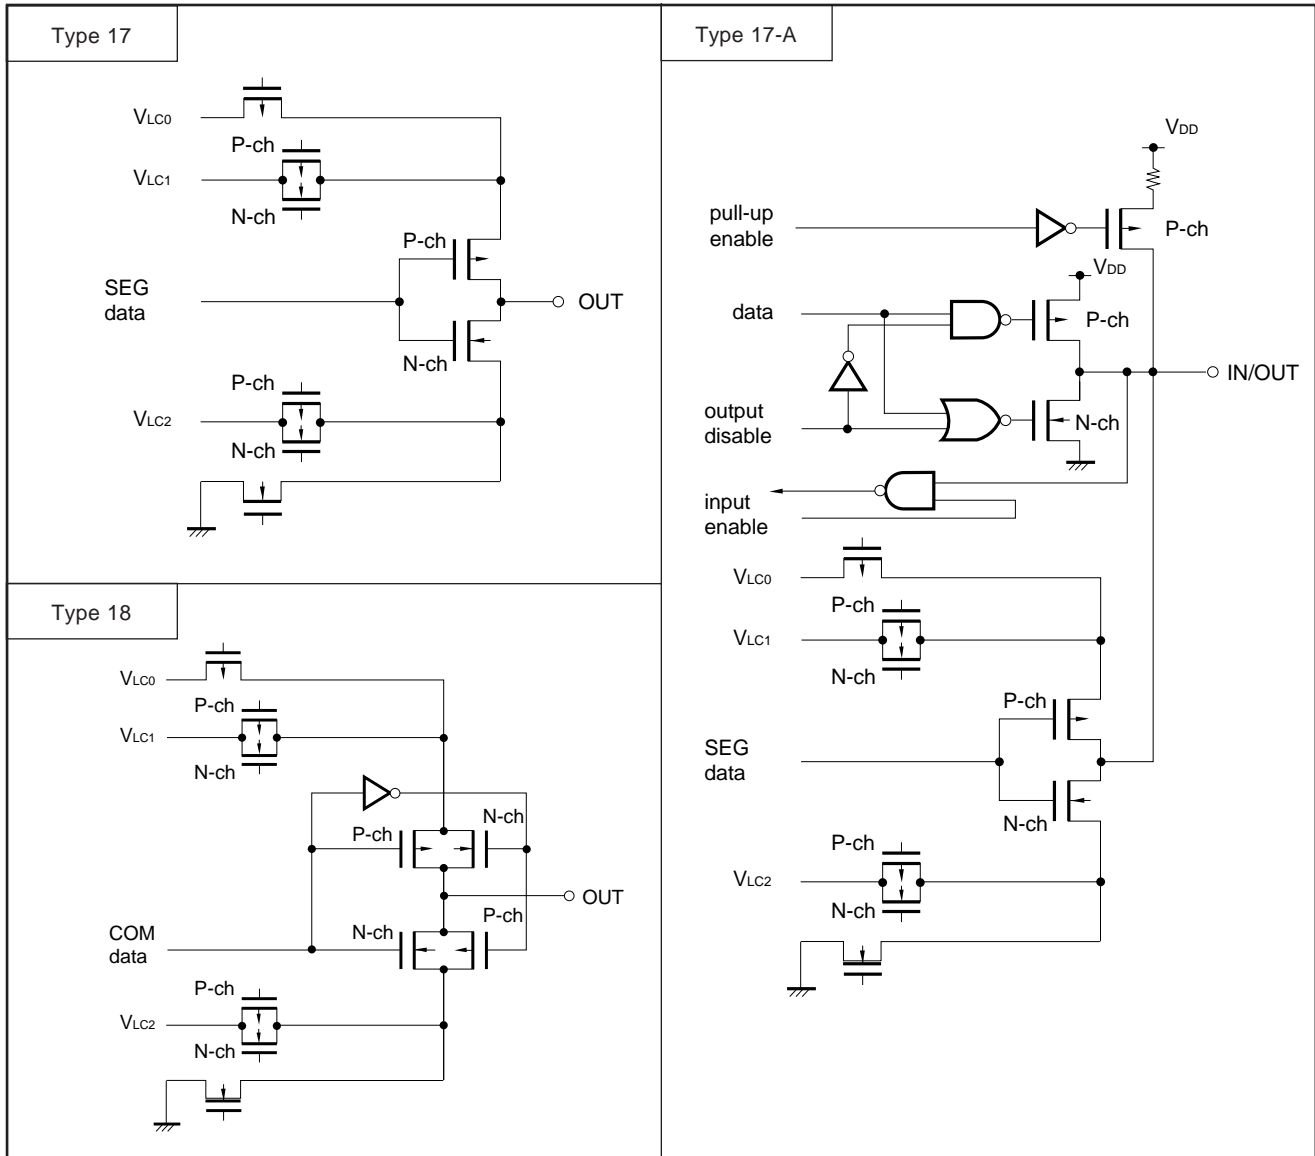 Type 17
VLC0
P-ch
VLC1
N-ch
P-ch
SEG
data
OUT
N-ch
P-ch
VLC2
N-ch
Type 18
VLC0
P-ch
VLC1
N-ch
N-ch
P-ch
OUT
P-ch
COM
data
N-ch
P-ch
VLC2
N-ch
Type 17-A
VDD
pull-up
enable
P-ch
VDD
data
P-ch
IN/OUT
output
disable
N-ch
input
enable
VLC0
P-ch
VLC1
N-ch
P-ch
SEG
data
N-ch
P-ch
VLC2
N-ch